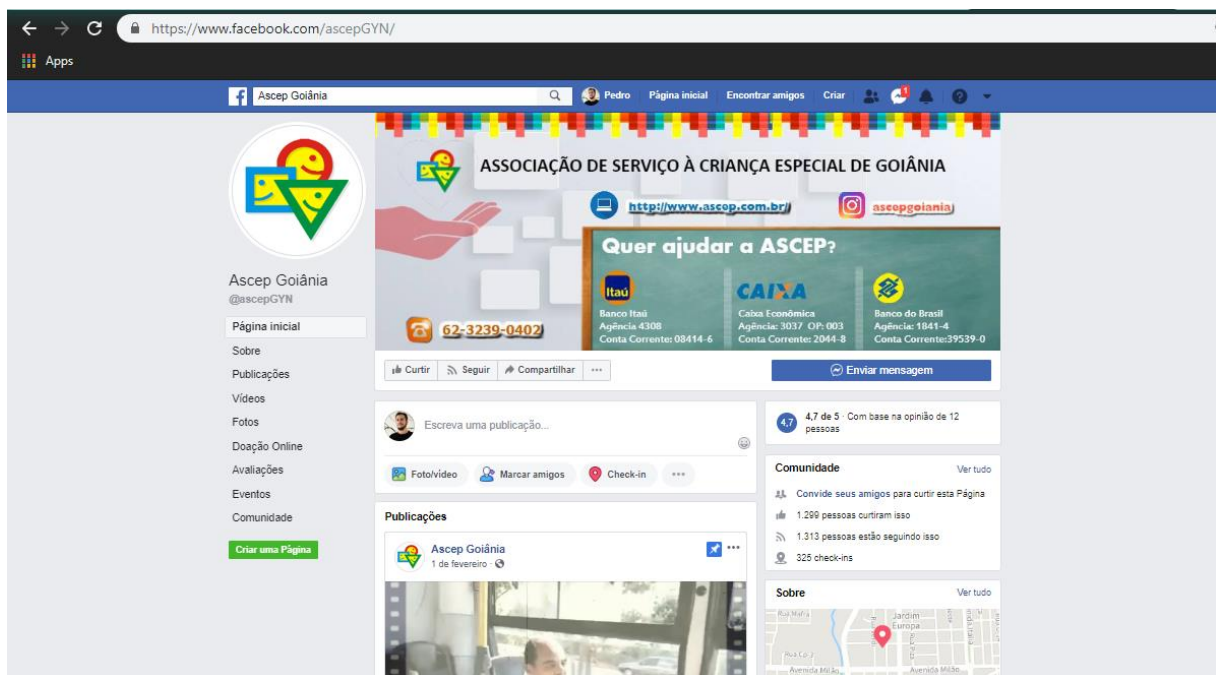 https://www.facebook.com/ascepGYN/
Apps
Ascep Goiânia
Pedro Página inicial Encontrar amigos Criar
1
ASSOCIAÇÃO DE SERVIÇO À CRIANÇA ESPECIAL DE GOIÂNIA
http://www.ascop.com.br// ascepgoiania
Quer ajudar a ASCEP?
Itaú
CAIXA
Banco Itaú
Agência 4308
Conta Corrente: 08414-6
Caixa Econômica
Agência: 3037 OP: 003
Conta Corrente: 2044-8
Banco do Brasil
Agência: 1841-4
Conta Corrente:39539-0
62-3239-0402
Ascep Goiânia
@ascepGYN
Página inicial
Sobre
Publicações
Vídeos
Fotos
Doação Online
Avaliações
Eventos
Comunidade
Criar uma Página
Curtir Seguir Compartilhar
Enviar mensagem
Escreva uma publicação...
Foto/vídeo Marcar amigos Check-in
Publicações
Ascep Goiânia
1 de fevereiro
4,7
4,7 de 5 · Com base na opinião de 12
pessoas
Comunidade Ver tudo
Convide seus amigos para curtir esta Página
1.299 pessoas curtiram isso
1.313 pessoas estão seguindo isso
325 check-ins
Sobre Ver tudo
Jardim
Europa
Avenida Milão
Avenida Milão